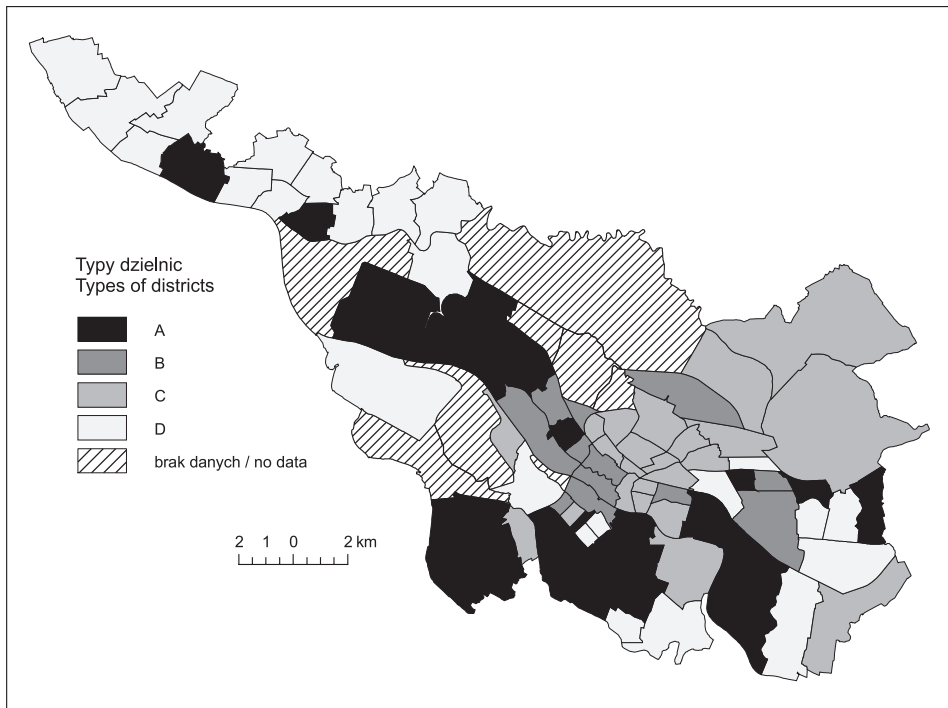 Typy dzielnic
Types of districts
A
B
C
D
brak danych / no data
2 1 0 2 km